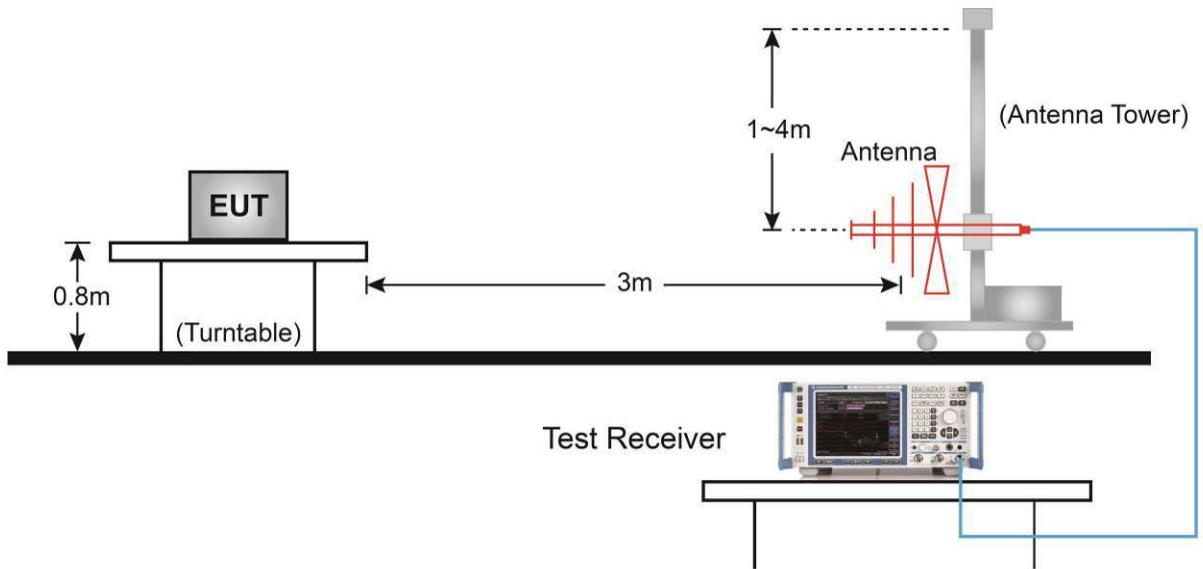 1~4m
(Antenna Tower)
Antenna
EUT
0.8m
3m
(Turntable)
Test Receiver